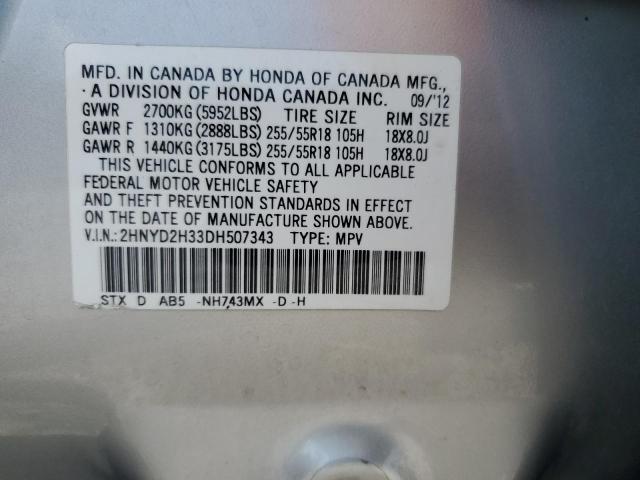 MFD. IN CANADA BY HONDA OF CANADA MFG.,
A DIVISION OF HONDA CANADA INC. 09/'12
GVWR 2700KG (5952LBS) TIRE SIZE RIM SIZE
GAWR F 1310KG (2888LBS) 255/55R18 105H 18X8.0J
GAWR R 1440KG (3175LBS) 255/55R18 105H 18X8.0J
THIS VEHICLE CONFORMS TO ALL APPLICABLE
FEDERAL MOTOR VEHICLE SAFETY
AND THEFT PREVENTION STANDARDS IN EFFECT
ON THE DATE OF MANUFACTURE SHOWN ABOVE.
V.I.N.:2HNYD2H33DH507343 TYPE: MPV
STX D AB5 -NH743MX -D-H